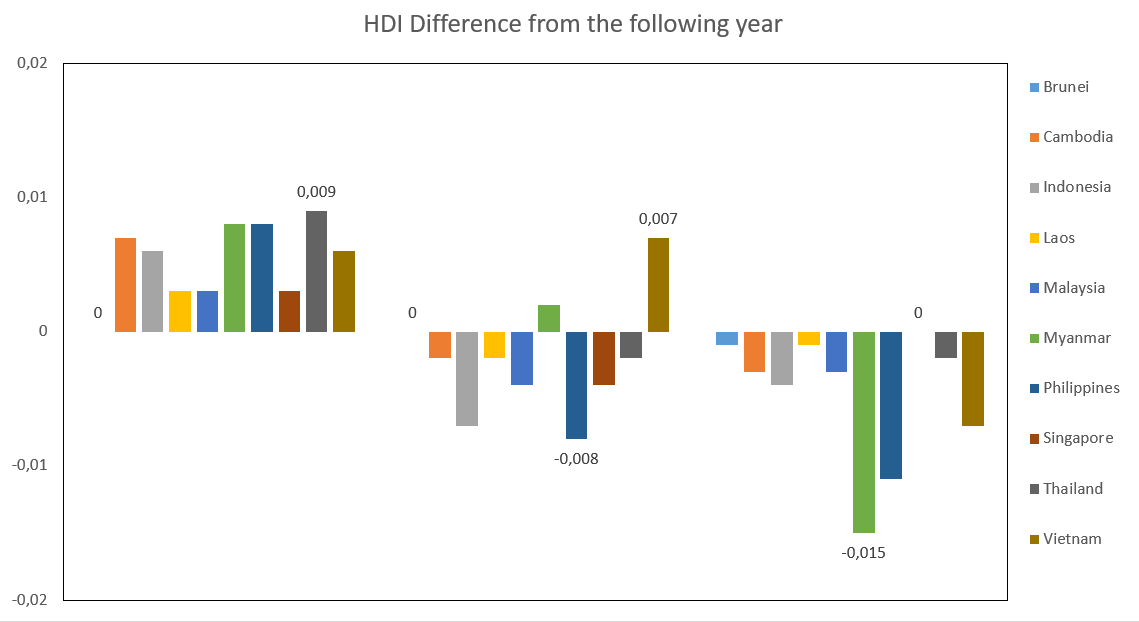 HDI Difference from the following year
0,02
0,01
0
-0,01
-0,02
0
0,009
0
-0,008
0,007
-0,015
0
Brunei
Cambodia
Indonesia
Laos
Malaysia
Myanmar
Philippines
Singapore
Thailand
Vietnam